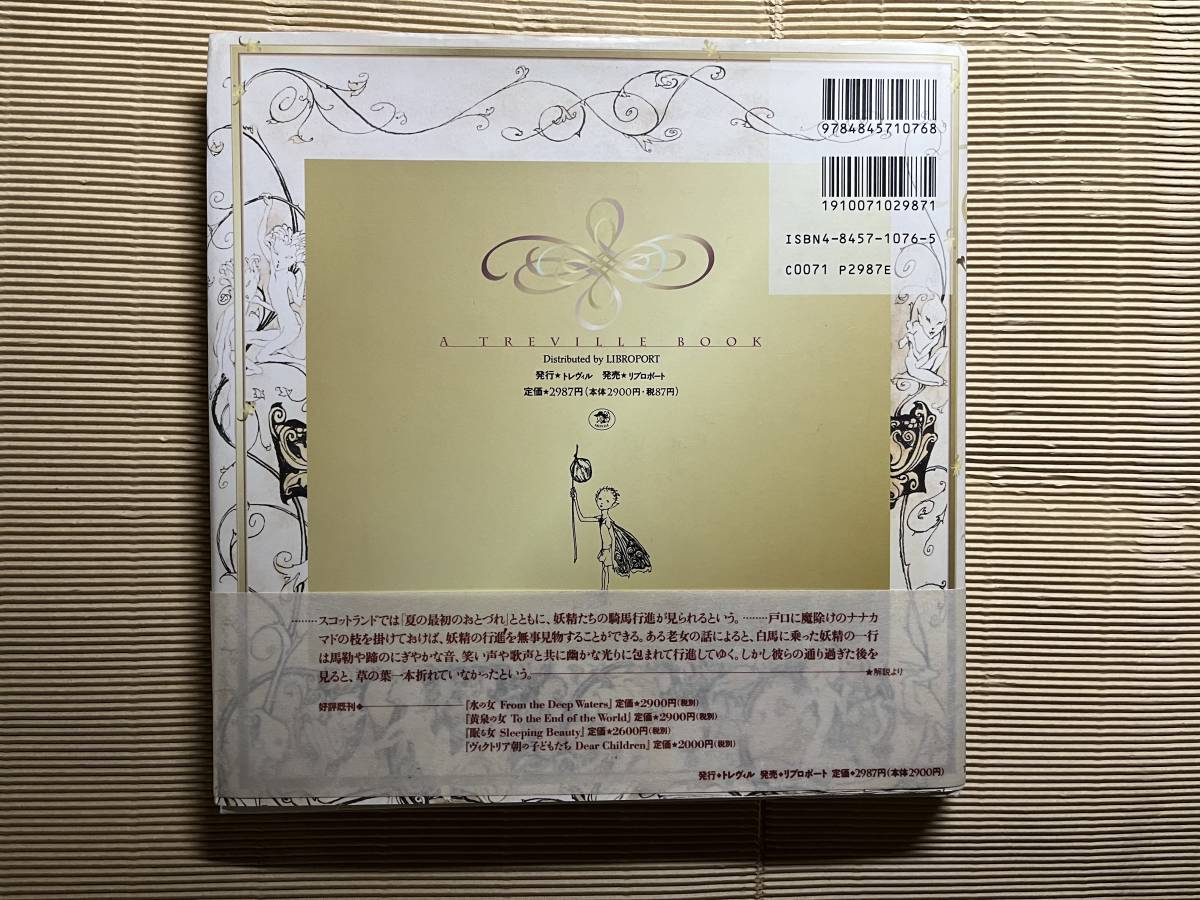 9784845710768
1910071029871
ISBN4-8457-1076-5
C0071 P2987E
A TREVILLE BOOK
Distributed by LIBROPORT
発行★トレヴィル 発売★リブロポート
定価★2987円(本体2900円・税87円)
………スコットランドでは「夏の最初のおとづれ」とともに、妖精たちの騎馬行進が見られるという。………戸口に魔除けのナナカ
マドの枝を掛けておけば、妖精の行進を無事見物することができる。ある老女の話によると、白馬に乗った妖精の一行
は馬勒や蹄のにぎやかな音、笑い声や歌声と共に幽かな光りに包まれて行進してゆく。しかし彼らの通り過ぎた後を
見ると、草の葉一本折れていなかったという。
★解説より
好評既刊◆
『水の女 From the Deep Waters』定価★2900円(税別)
『黄泉の女 To the End of the World』定価★2900円(税別)
『眠る女 Sleeping Beauty』定価★2600円(税別)
『ヴィクトリア朝の子どもたち Dear Children』定価★2000円(税別)
発行◆トレヴィル 発売◆リブロポート 定価◆2987円(本体2900円)